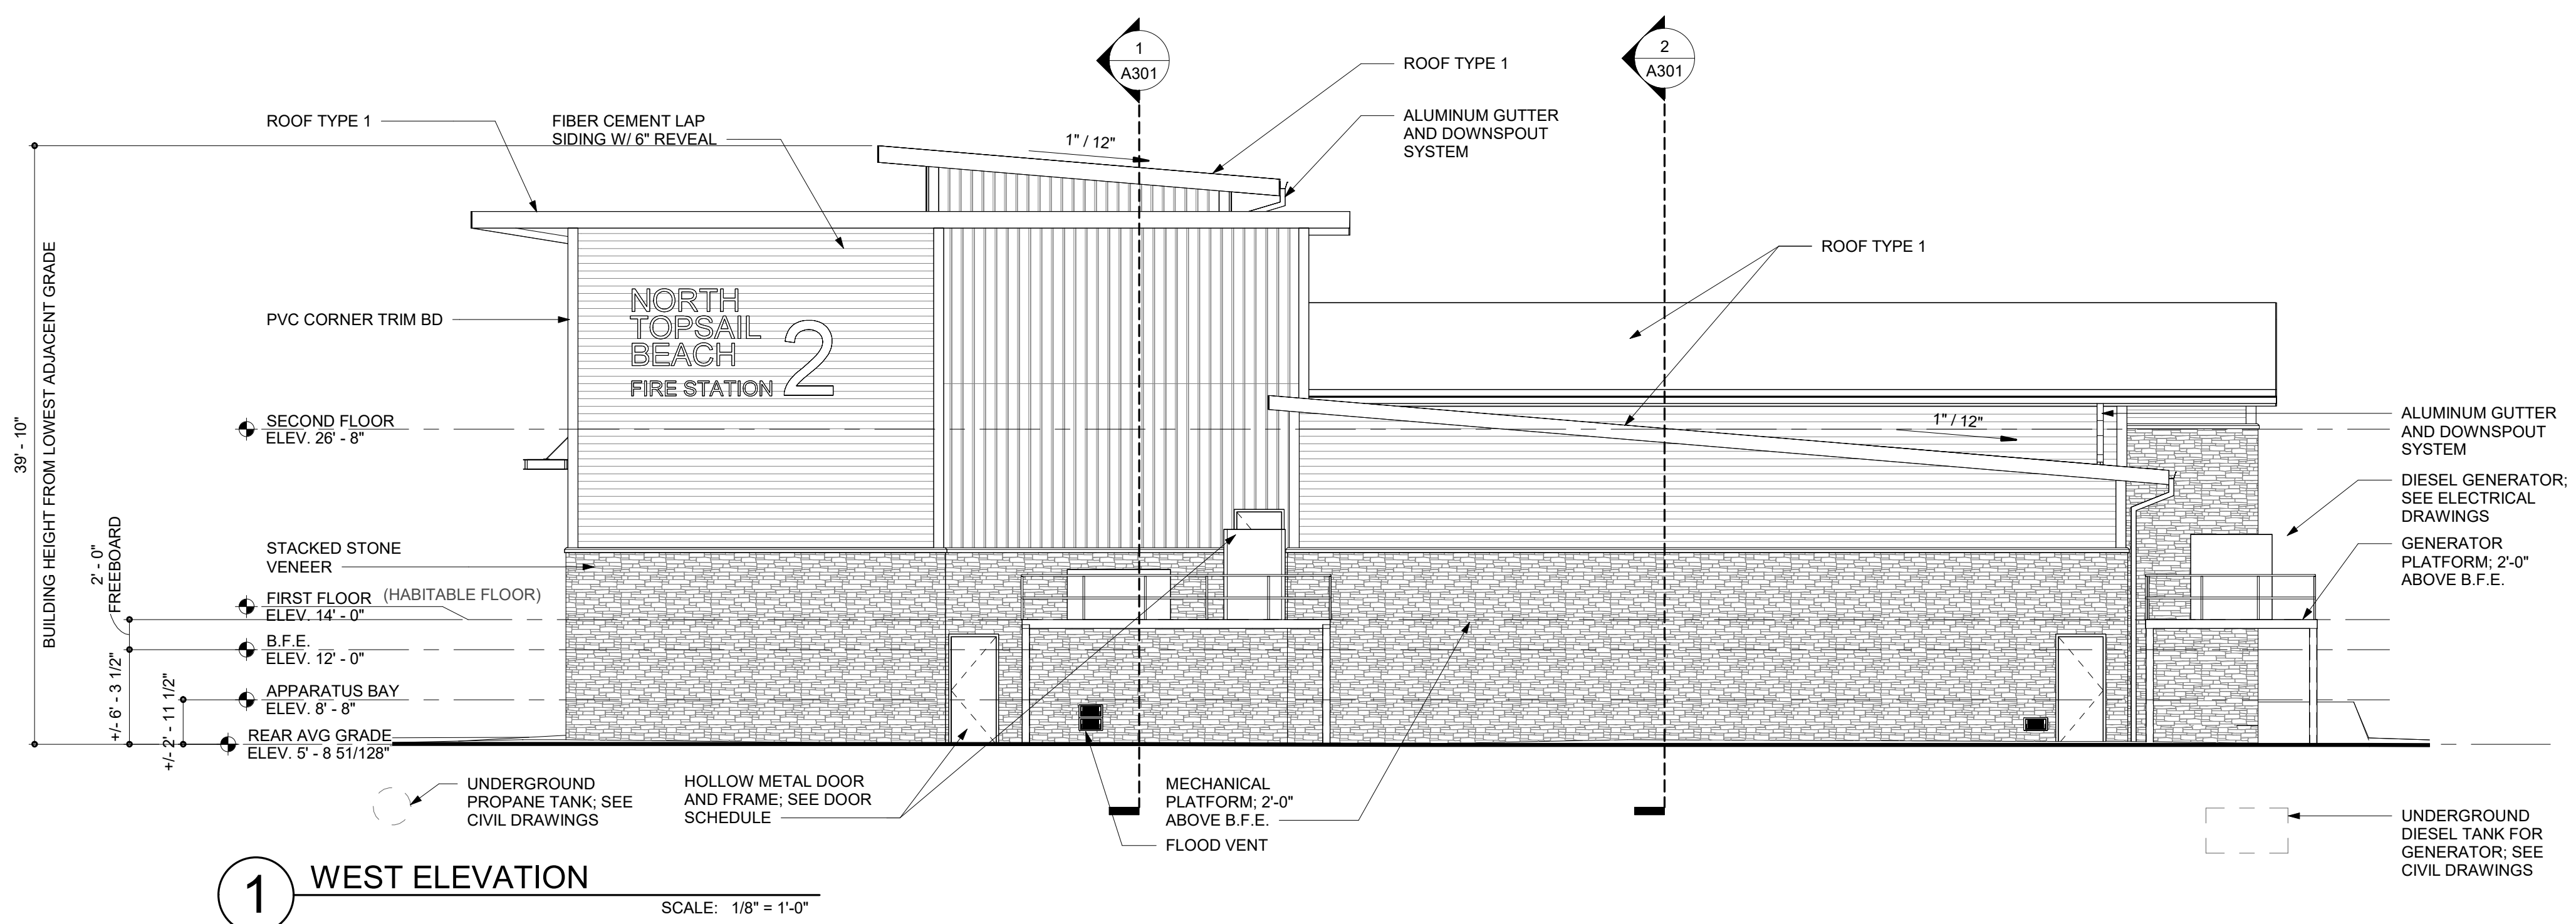 1
A301
2
A301
ROOF TYPE 1
FIBER CEMENT LAP
SIDING W/ 6" REVEAL
1" / 12"
ROOF TYPE 1
ALUMINUM GUTTER
AND DOWNSPOUT
SYSTEM
ROOF TYPE 1
39' - 10"
BUILDING HEIGHT FROM LOWEST ADJACENT GRADE
PVC CORNER TRIM BD
NORTH
TOPSAIL
BEACH
FIRE STATION
2
SECOND FLOOR
ELEV. 26' - 8"
1" / 12"
ALUMINUM GUTTER
AND DOWNSPOUT
SYSTEM
DIESEL GENERATOR;
SEE ELECTRICAL
DRAWINGS
GENERATOR
PLATFORM; 2'-0"
ABOVE B.F.E.
STACKED STONE
VENEER
2' - 0"
FREEBOARD
FIRST FLOOR (HABITABLE FLOOR)
ELEV. 14' - 0"
B.F.E.
ELEV. 12' - 0"
+/- 6' - 3 1/2"
+/- 2' - 11 1/2"
APPARATUS BAY
ELEV. 8' - 8"
REAR AVG GRADE
ELEV. 5' - 8 51/128"
UNDERGROUND
PROPANE TANK; SEE
CIVIL DRAWINGS
HOLLOW METAL DOOR
AND FRAME; SEE DOOR
SCHEDULE
MECHANICAL
PLATFORM; 2'-0"
ABOVE B.F.E.
FLOOD VENT
UNDERGROUND
DIESEL TANK FOR
GENERATOR; SEE
CIVIL DRAWINGS
1
WEST ELEVATION
SCALE: 1/8" = 1'-0"